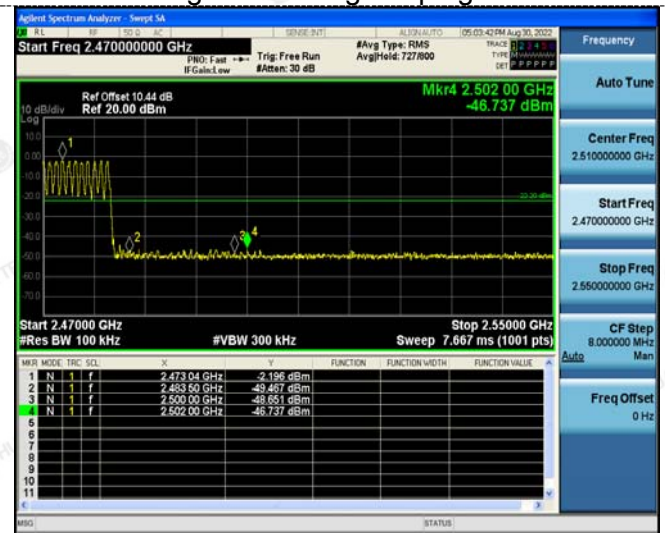 Agilent Spectrum Analyzer - Swept SA
RL RF 50 Ω AC SENSE:INT ALIGN AUTO 05:03:42 PM Aug 30, 2022
Start Freq 2.470000000 GHz
PNO: Fast Trig: Free Run
IFGain:Low #Atten: 30 dB
#Avg Type: RMS
Avg|Hold: 727/800
TRACE 1 2 3 4 5 6
TYPE MWWWWW
DET P P P P P P
Mkr4 2.502 00 GHz
-46.737 dBm
Ref Offset 10.44 dB
10 dB/div Ref 20.00 dBm
Log
10.0
0.00
-10.0
-20.0
-30.0
-40.0
-50.0
-60.0
-70.0
1
2
3
4
Start 2.47000 GHz Stop 2.55000 GHz
#Res BW 100 kHz #VBW 300 kHz Sweep 7.667 ms (1001 pts)
MKR MODE TRC SCL X Y FUNCTION FUNCTION WIDTH FUNCTION VALUE
1 N 1 f 2.473 04 GHz -2.196 dBm
2 N 1 f 2.483 50 GHz -49.467 dBm
3 N 1 f 2.500 00 GHz -48.651 dBm
4 N 1 f 2.502 00 GHz -46.737 dBm
5
6
7
8
9
10
11
MSG STATUS
Frequency
Auto Tune
Center Freq
2.510000000 GHz
Start Freq
2.470000000 GHz
Stop Freq
2.550000000 GHz
CF Step
8.000000 MHz
Auto Man
Freq Offset
0 Hz